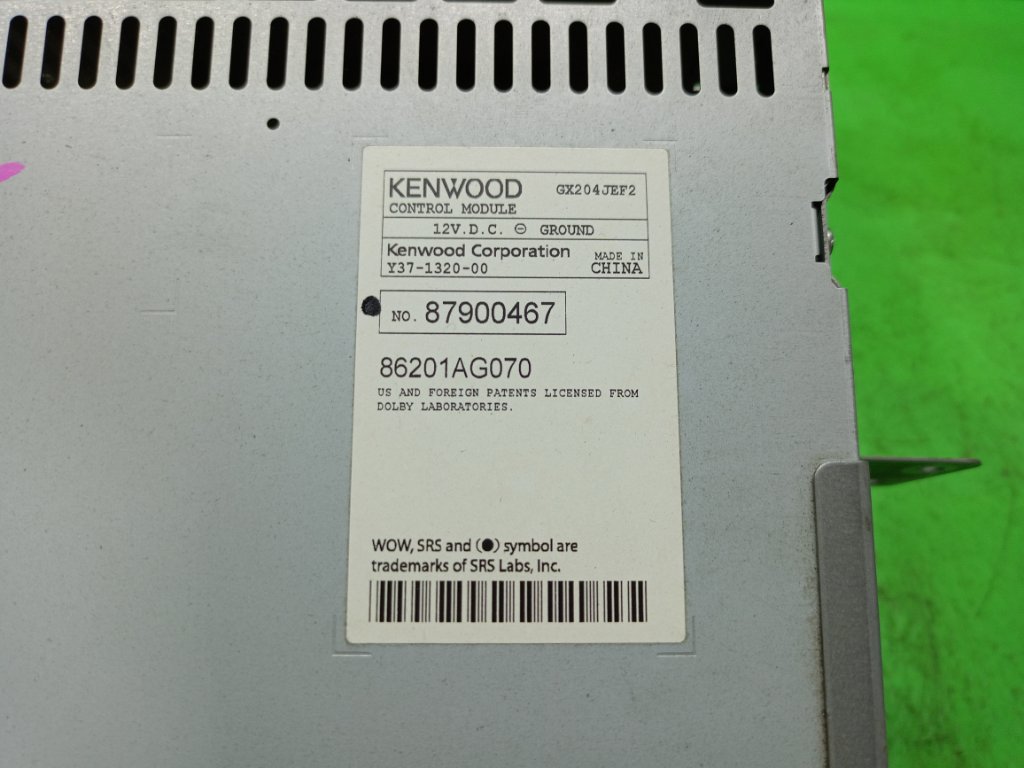 KENWOOD GX204JEF2
CONTROL MODULE
12V.D.C. ⊖ GROUND
Kenwood Corporation
Y37-1320-00
MADE IN
CHINA
NO. 87900467
86201AG070
US AND FOREIGN PATENTS LICENSED FROM
DOLBY LABORATORIES.
WOW, SRS and (●) symbol are
trademarks of SRS Labs, Inc.